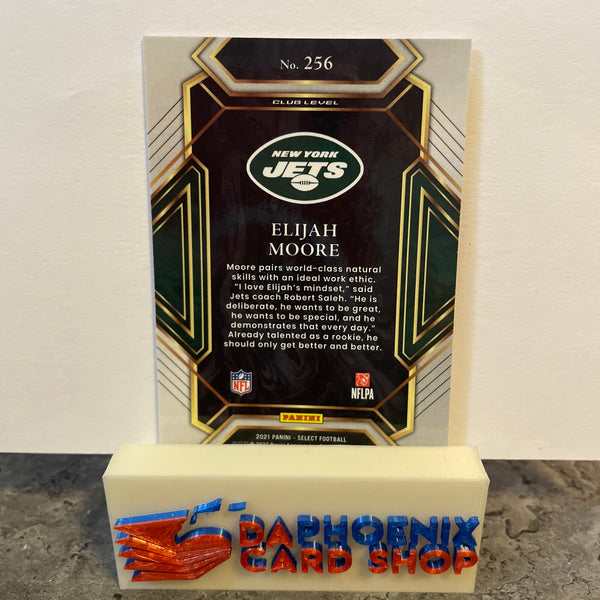 No. 256
CLUB LEVEL
NEW YORK
JETS
ELIJAH
MOORE
Moore pairs world-class natural
skills with an ideal work ethic.
"I love Elijah's mindset," said
Jets coach Robert Saleh. "He is
deliberate, he wants to be great,
he wants to be special, and he
demonstrates that every day."
Already talented as a rookie, he
should only get better and better.
NFL
NFLPA
PANINI
2021 PANINI - SELECT FOOTBALL
DAPHOENIX
CARD SHOP